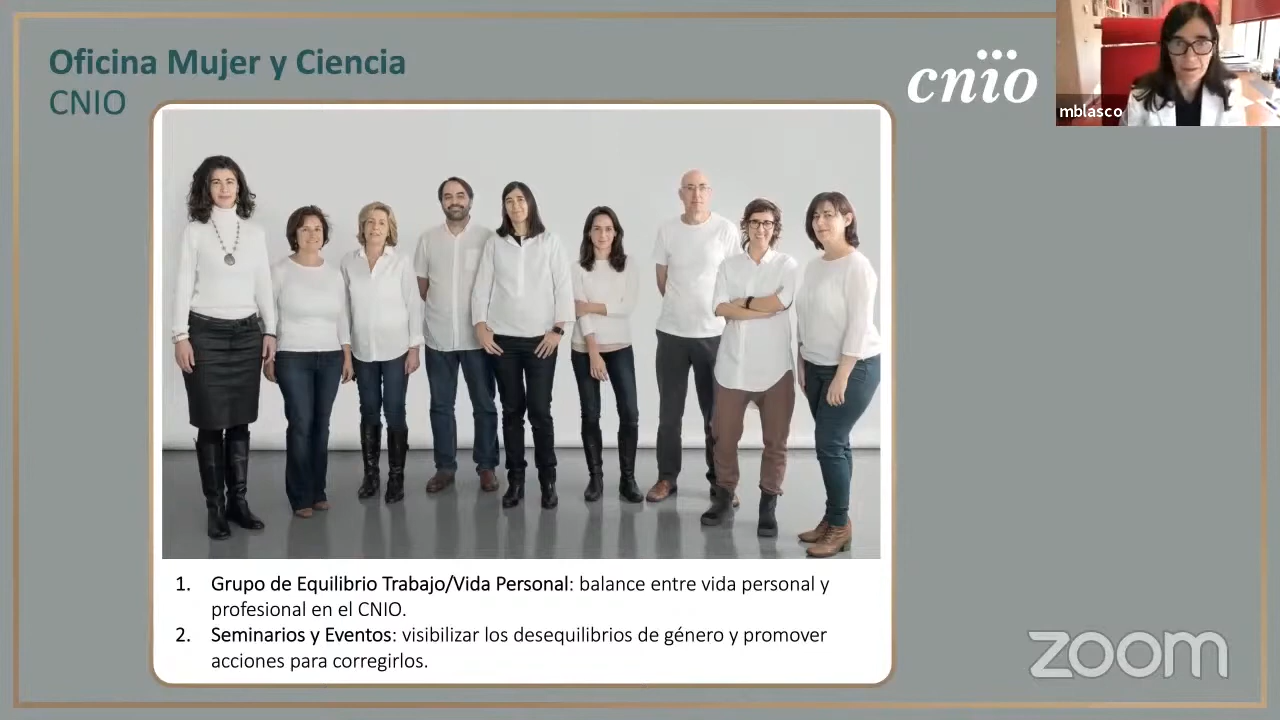 Oficina Mujer y Ciencia
CNIO
cnio
mblasco
1. Grupo de Equilibrio Trabajo/Vida Personal: balance entre vida personal y
profesional en el CNIO.
2. Seminarios y Eventos: visibilizar los desequilibrios de género y promover
acciones para corregirlos.
zoom